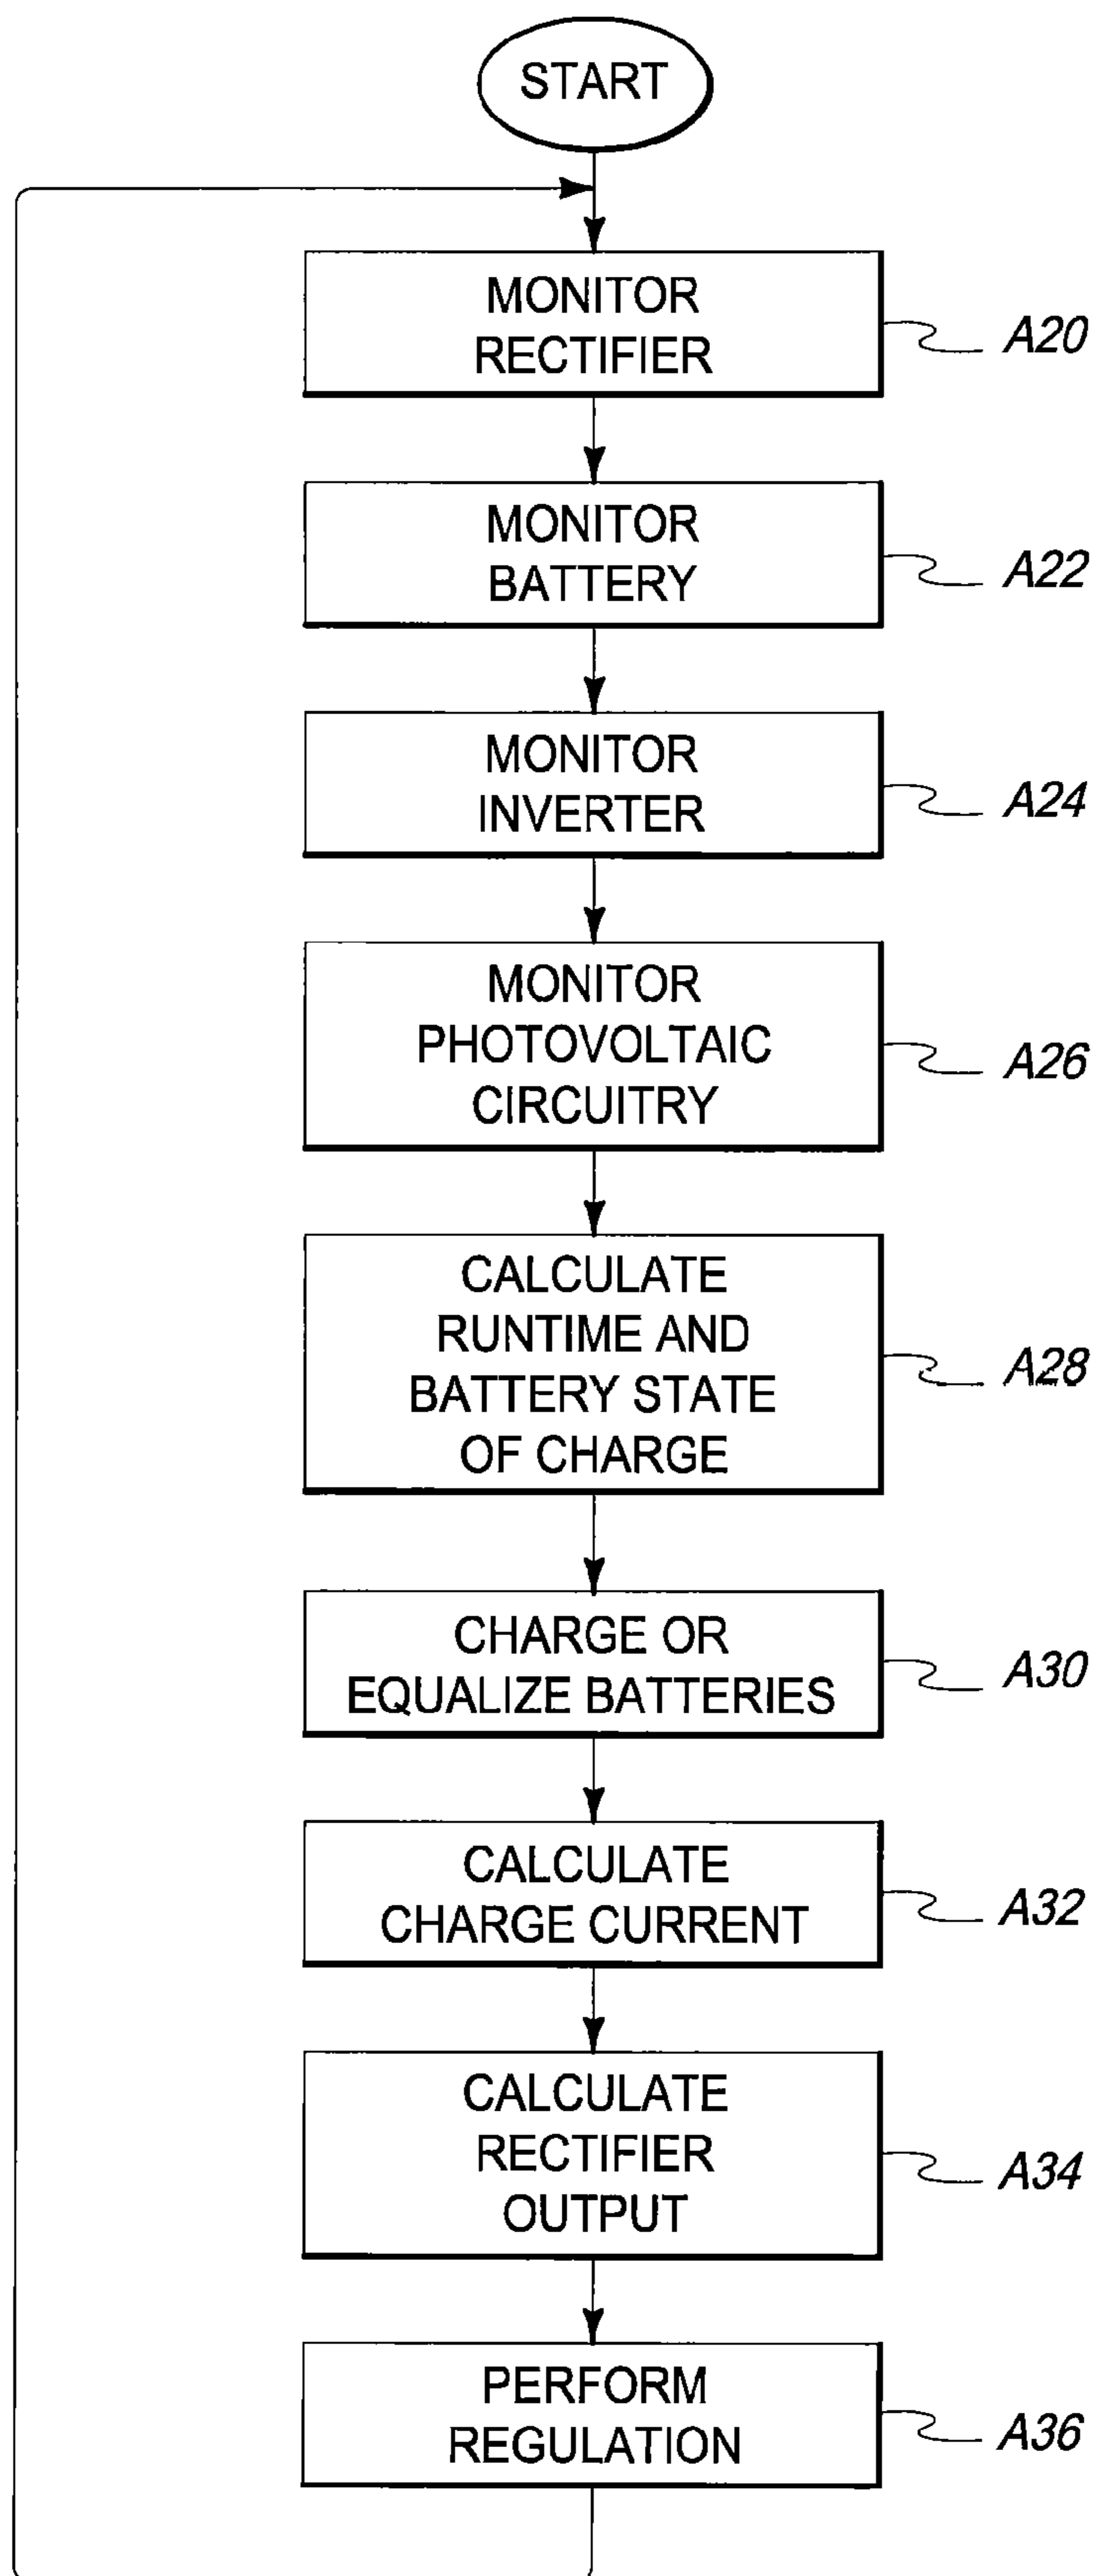 START
MONITOR
RECTIFIER
A20
MONITOR
BATTERY
A22
MONITOR
INVERTER
A24
MONITOR
PHOTOVOLTAIC
CIRCUITRY
A26
CALCULATE
RUNTIME AND
BATTERY STATE
OF CHARGE
A28
CHARGE OR
EQUALIZE BATTERIES
A30
CALCULATE
CHARGE CURRENT
A32
CALCULATE
RECTIFIER
OUTPUT
A34
PERFORM
REGULATION
A36